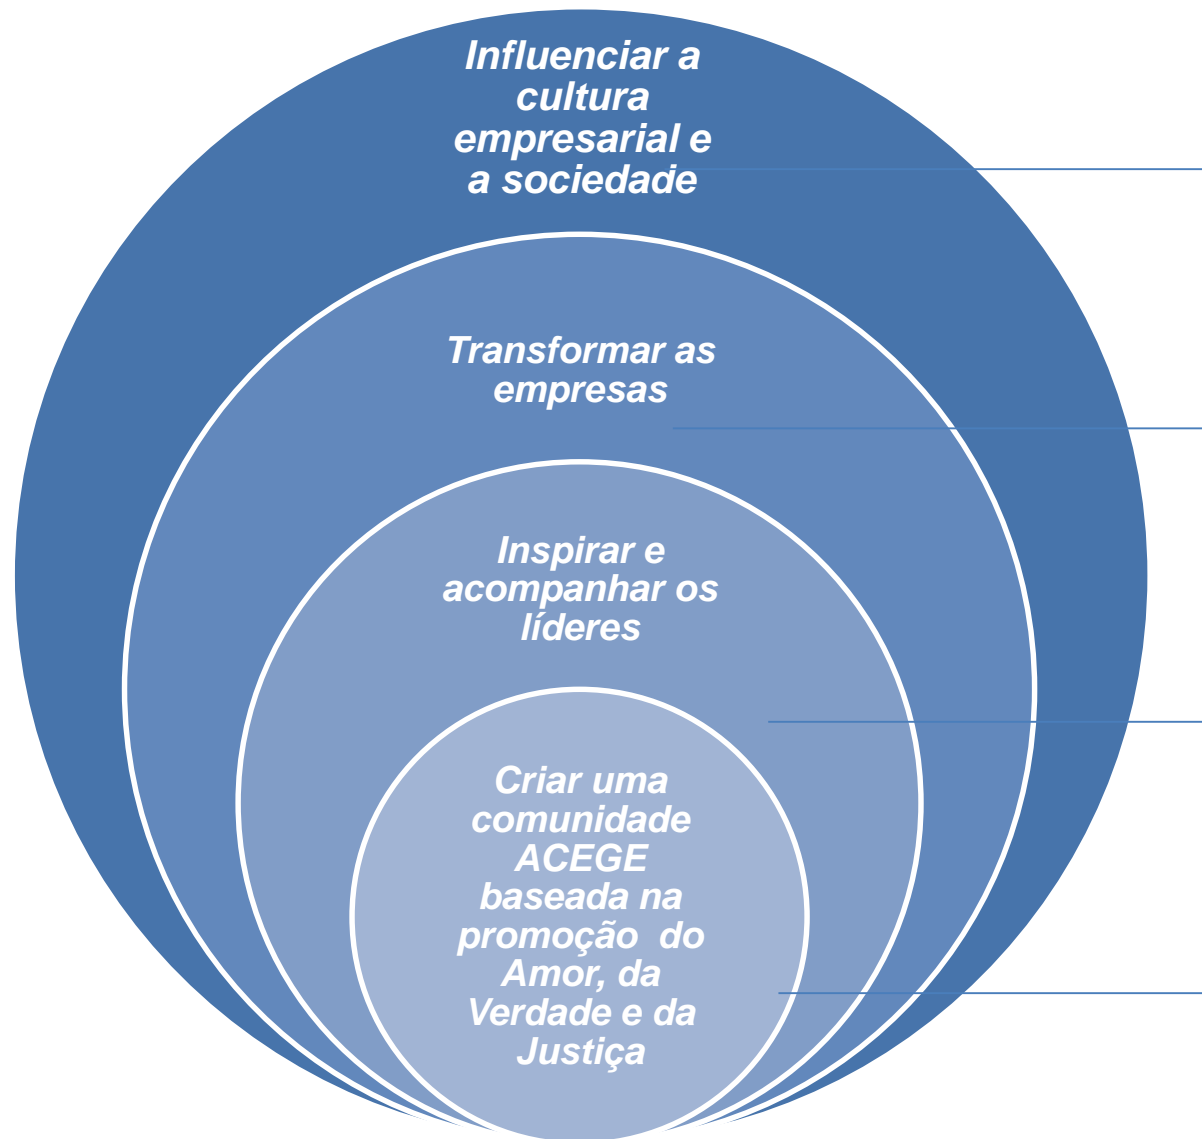 Influenciar a
cultura
empresarial e
a sociedade
Transformar as
empresas
Inspirar e
acompanhar os
líderes
Criar uma
comunidade
ACEGE
baseada na
promoção  do
Amor, da
Verdade e da
Justiça